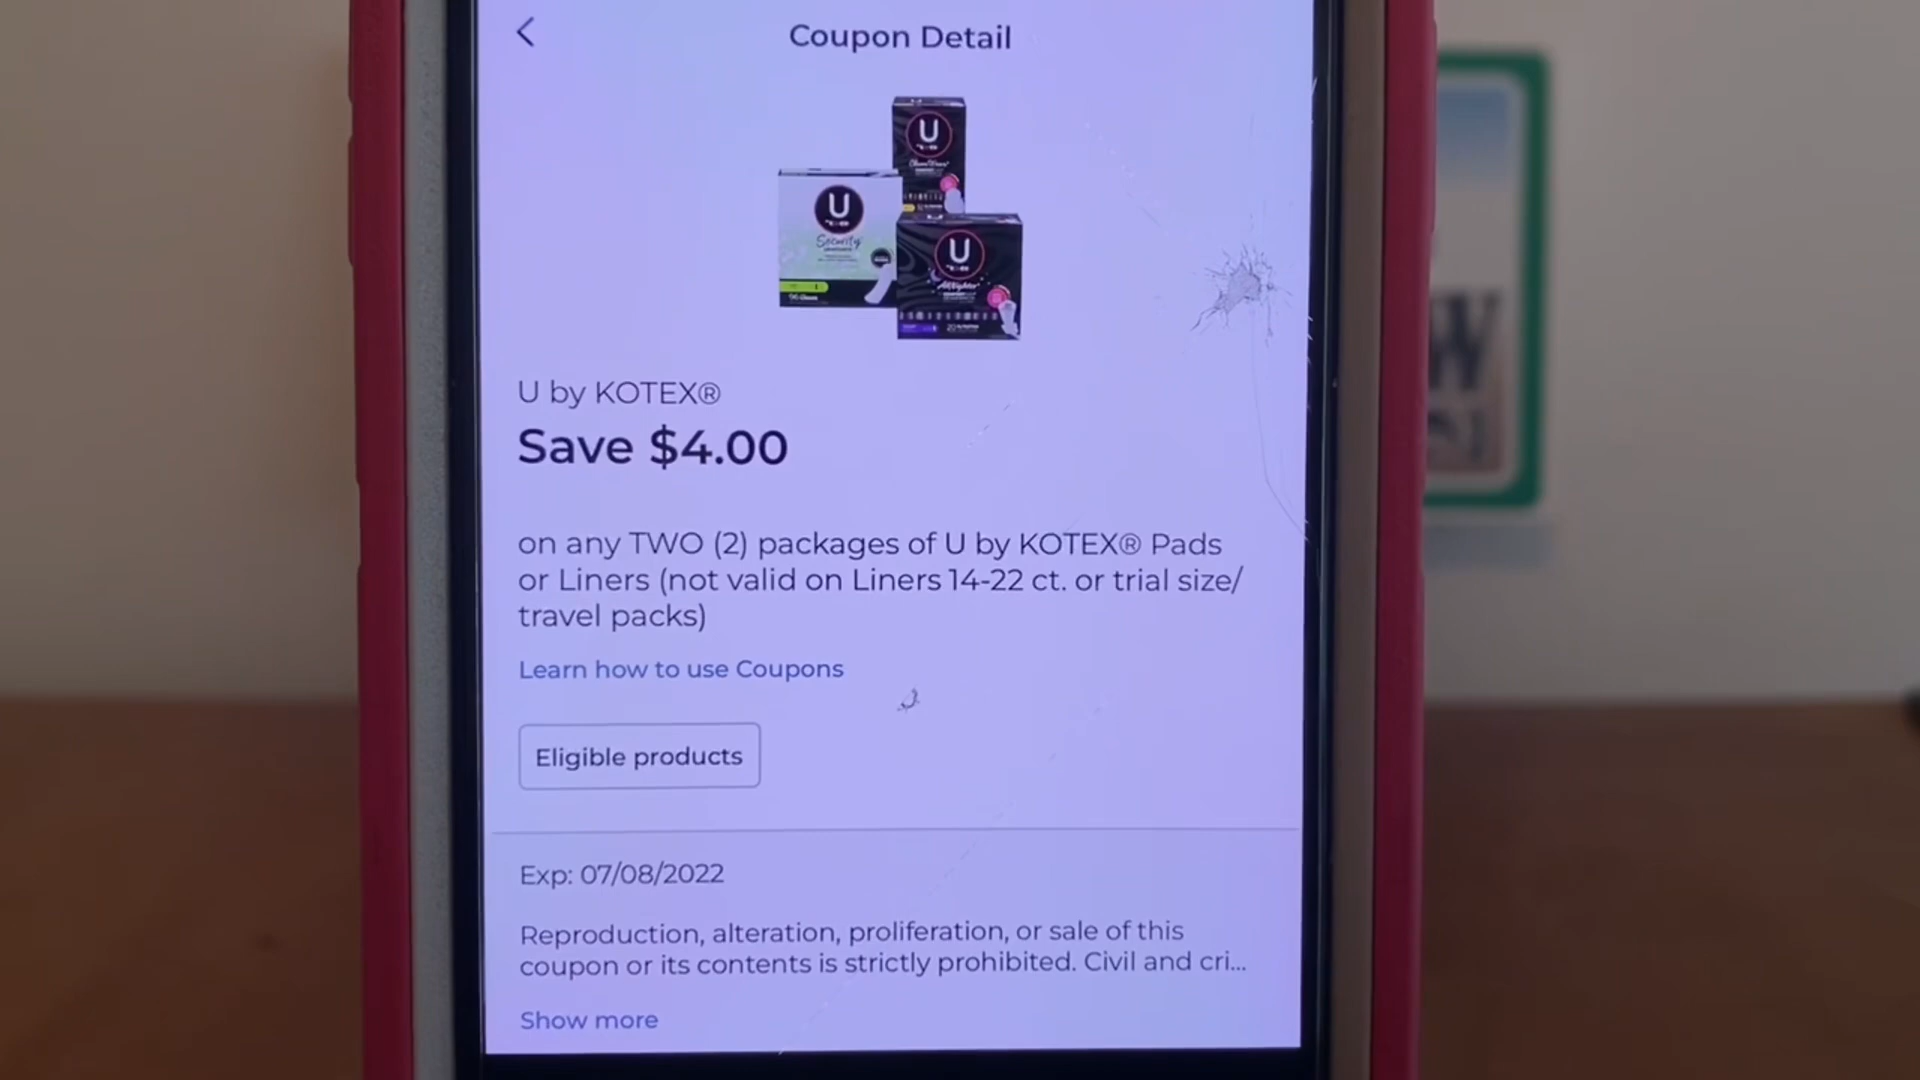 Coupon Detail
U
U
Security
U
AllNighter
U by KOTEX®
Save $4.00
on any TWO (2) packages of U by KOTEX® Pads
or Liners (not valid on Liners 14-22 ct. or trial size/
travel packs)
Learn how to use Coupons
Eligible products
Exp: 07/08/2022
Reproduction, alteration, proliferation, or sale of this
coupon or its contents is strictly prohibited. Civil and cri...
Show more
W